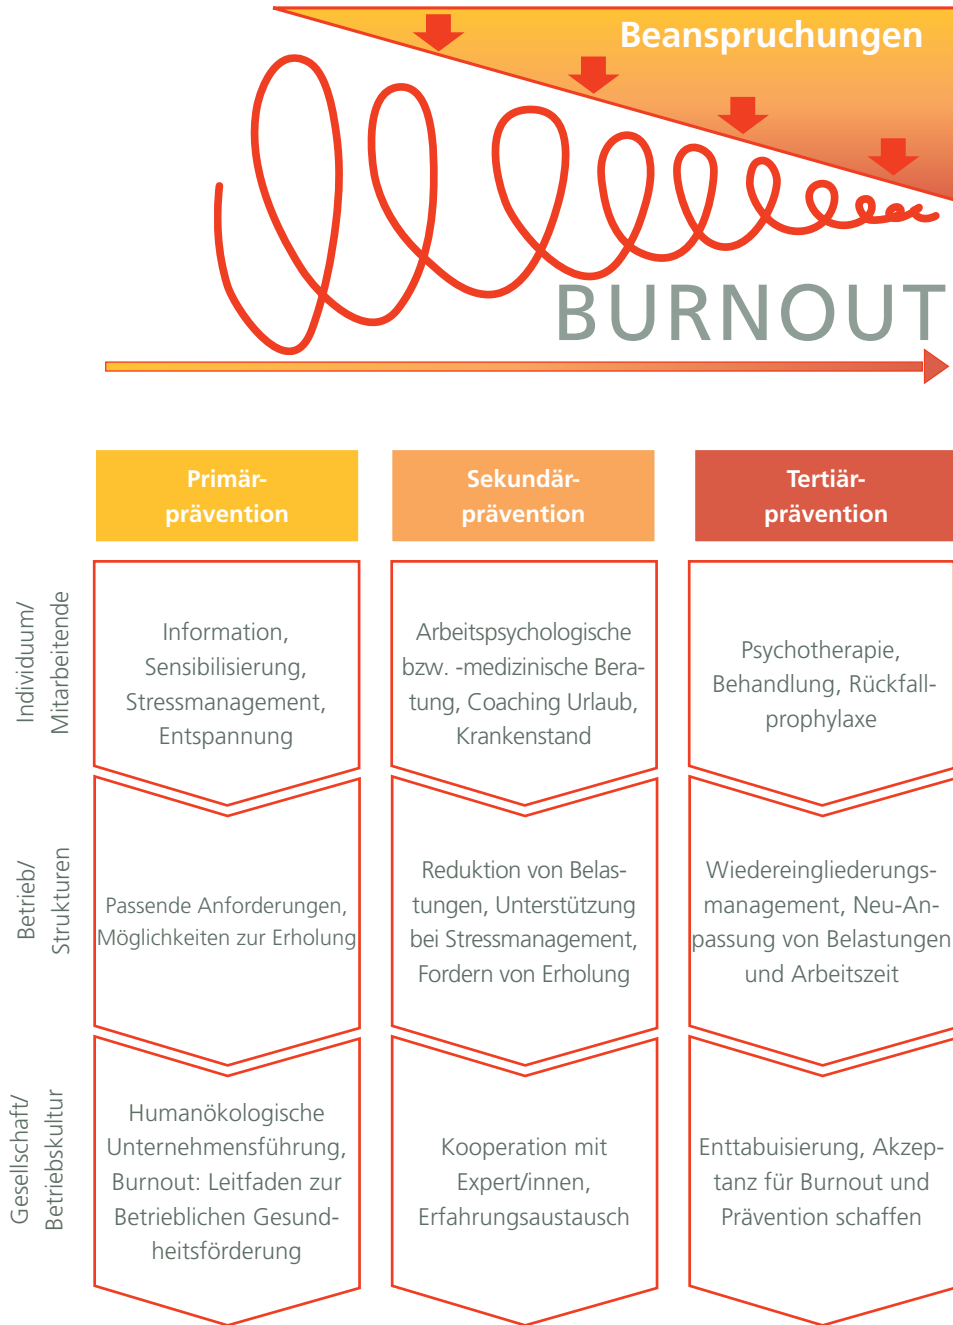 Beanspruchungen
BURNOUT
Primär-
prävention
Sekundär-
prävention
Tertiär-
prävention
Individuum/
Mitarbeitende
Information,
Sensibilisierung,
Stressmanagement,
Entspannung
Arbeitspsychologische
bzw. -medizinische Bera-
tung, Coaching Urlaub,
Krankenstand
Psychotherapie,
Behandlung, Rückfall-
prophylaxe
Betrieb/
Strukturen
Passende Anforderungen,
Möglichkeiten zur Erholung
Reduktion von Belas-
tungen, Unterstützung
bei Stressmanagement,
Fordern von Erholung
Wiedereingliederungs-
management, Neu-An-
passung von Belastungen
und Arbeitszeit
Gesellschaft/
Betriebskultur
Humanökologische
Unternehmensführung,
Burnout: Leitfaden zur
Betrieblichen Gesund-
heitsförderung
Kooperation mit
Expert/innen,
Erfahrungsaustausch
Enttabuisierung, Akzep-
tanz für Burnout und
Prävention schaffen